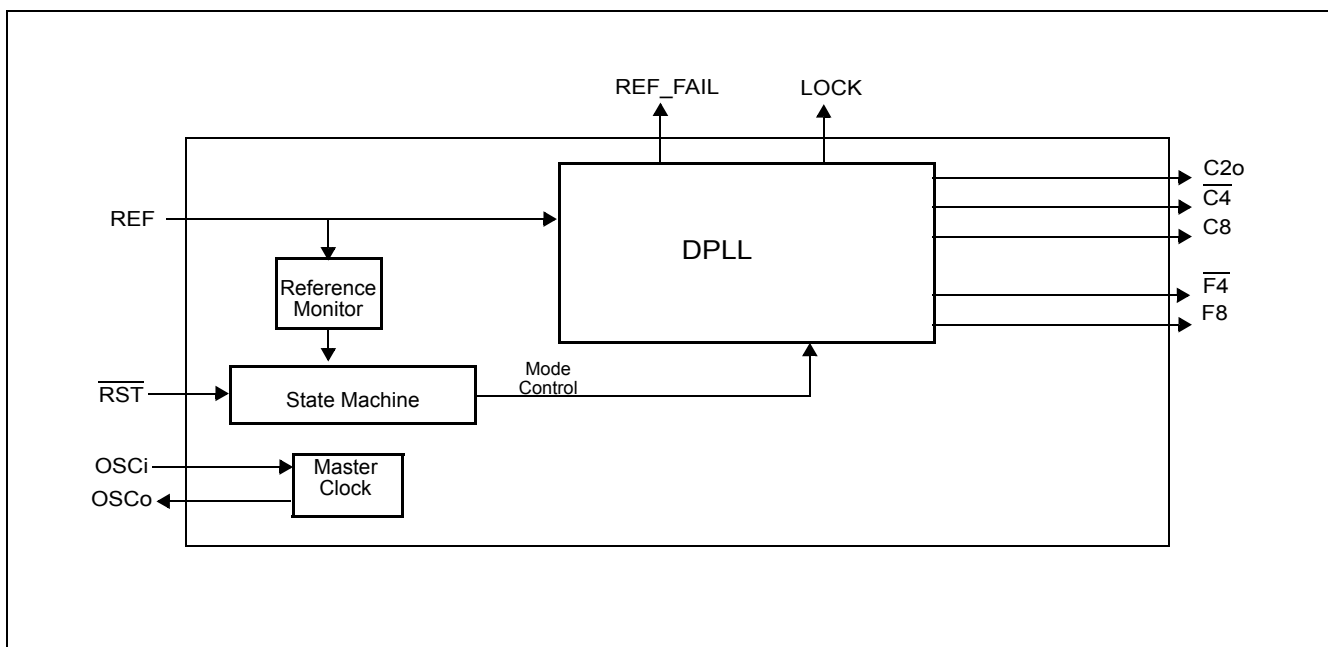 REF_FAIL
LOCK
C2o
C4
C8
REF
DPLL
F4
F8
Reference
Monitor
RST
State Machine
Mode
Control
OSCi
OSCo
Master
Clock